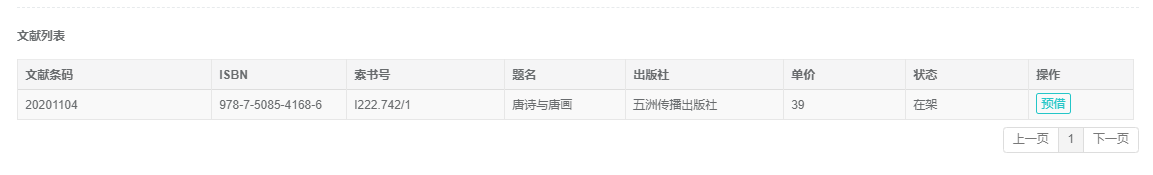 文献列表
文献条码 ISBN 索书号 题名 出版社 单价 状态 操作
20201104 978-7-5085-4168-6 I222.742/1 唐诗与唐画 五洲传播出版社 39 在架 预借
上一页 1 下一页